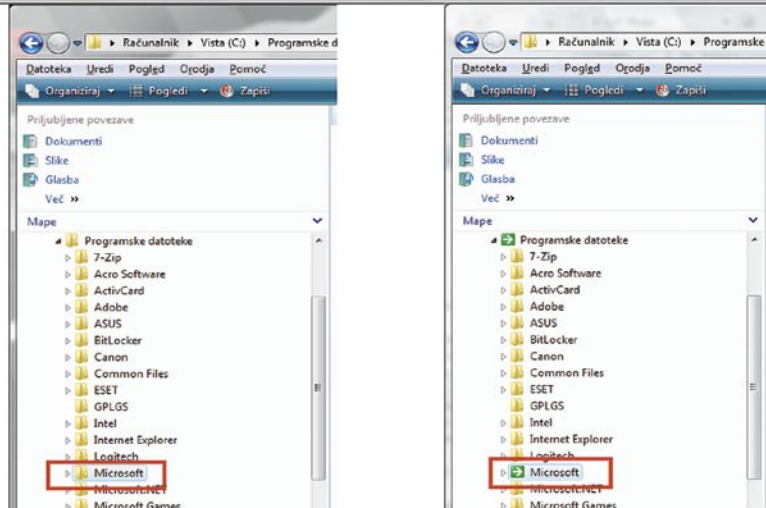 Računalnik ▸ Vista (C:) ▸ Programske d
Datoteka Uredi Pogled Orodja Pomoč
Organiziraj Pogledi Zapiši
Priljubljene povezave
Dokumenti
Slike
Glasba
Več »
Mape
Programske datoteke
7-Zip
Acro Software
ActivCard
Adobe
ASUS
BitLocker
Canon
Common Files
ESET
GPLGS
Intel
Internet Explorer
Logitech
Microsoft
Microsoft.NET
Microsoft Games
Računalnik ▸ Vista (C:) ▸ Programske
Datoteka Uredi Pogled Orodja Pomoč
Organiziraj Pogledi Zapiši
Priljubljene povezave
Dokumenti
Slike
Glasba
Več »
Mape
Programske datoteke
7-Zip
Acro Software
ActivCard
Adobe
ASUS
BitLocker
Canon
Common Files
ESET
GPLGS
Intel
Internet Explorer
Logitech
Microsoft
Microsoft.NET
Microsoft Games